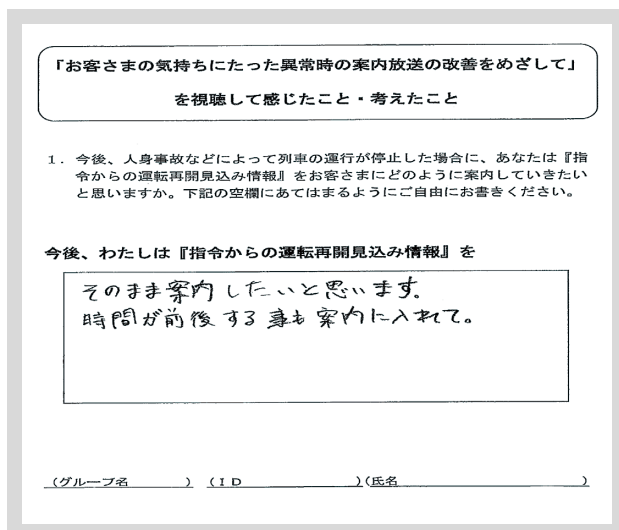 「お客さまの気持ちにたった異常時の案内放送の改善をめざして」
を視聴して感じたこと・考えたこと
1. 今後、人身事故などによって列車の運行が停止した場合に、あなたは『指
令からの運転再開見込み情報』をお客さまにどのように案内していきたい
と思いますか。下記の空欄にあてはまるようにご自由にお書きください。
今後、わたしは『指令からの運転再開見込み情報』を
そのまま案内したいと思います。
時間が前後する事も案内に入れて。
(グループ名 ) (ID )(氏名 )